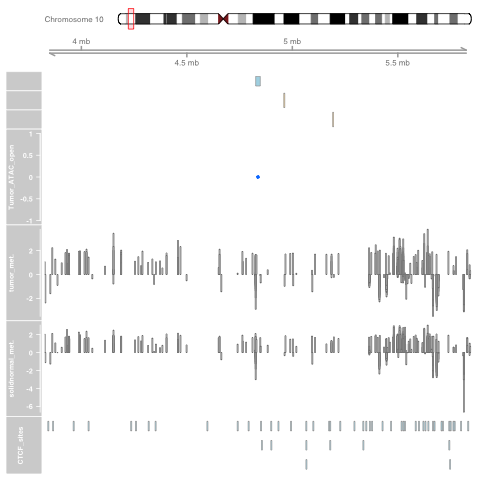 Chromosome 10
4 mb
5 mb
4.5 mb
5.5 mb
Tumor_ATAC_open
1
0.5
0
-0.5
-1
tumor_met.
2
0
-2
solidnormal_met.
2
0
-2
-4
-6
CTCF_sites